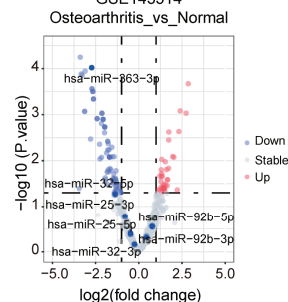 Osteoarthritis_vs_Normal
−log10 (P.value)
4
3
2
1
0
hsa−miR−363−3p
hsa−miR−32−5p
hsa−miR−25−3p
hsa−miR−25−5p
hsa−miR−32−3p
hsa−miR−92b−5p
hsa−miR−92b−3p
Down
Stable
Up
−5.0
−2.5
0.0
2.5
5.0
log2(fold change)